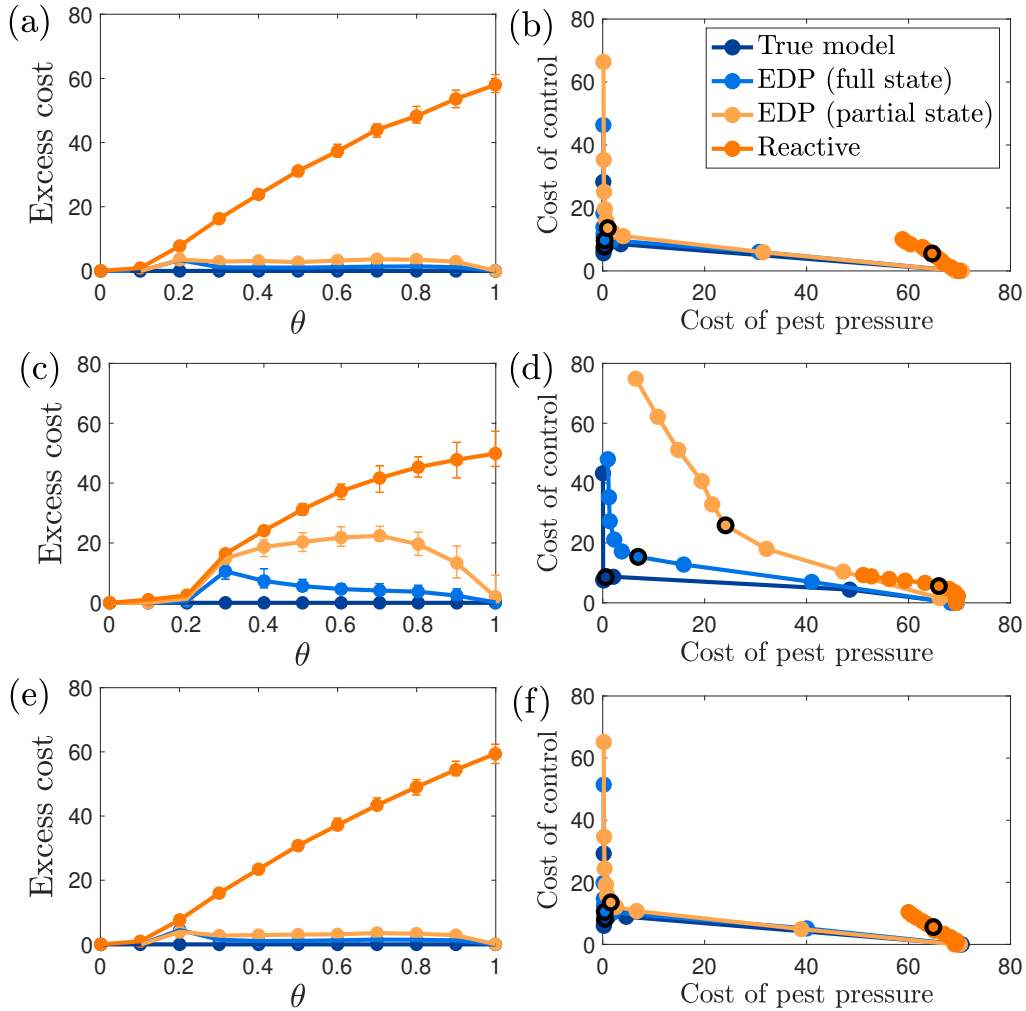 (a)
80
60
40
20
0
Excess cost
0 0.2 0.4 0.6 0.8 1
θ
(b)
80
60
40
20
0
Cost of control
True model
EDP (full state)
EDP (partial state)
Reactive
0 20 40 60 80
Cost of pest pressure
(c)
80
60
40
20
0
Excess cost
0 0.2 0.4 0.6 0.8 1
θ
(d)
80
60
40
20
0
Cost of control
0 20 40 60 80
Cost of pest pressure
(e)
80
60
40
20
0
Excess cost
0 0.2 0.4 0.6 0.8 1
θ
(f)
80
60
40
20
0
Cost of control
0 20 40 60 80
Cost of pest pressure